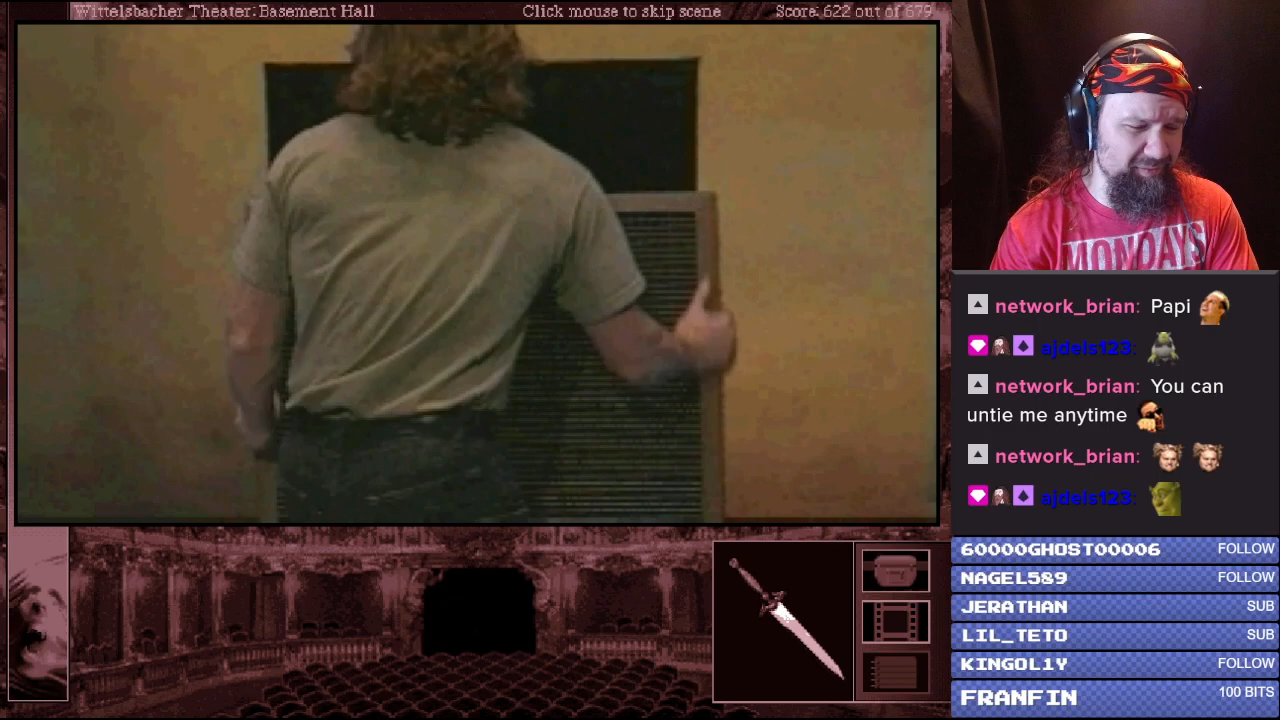 Wittelsbacher Theater: Basement Hall
Click mouse to skip scene
Score: 622 out of 679
MONDAYS
network_brian: Papi
ajdels123:
network_brian: You can
untie me anytime
network_brian:
ajdels123:
60000GHOST00006 FOLLOW
NAGEL589 FOLLOW
JERATHAN SUB
LIL_TETO SUB
KINGOL1Y FOLLOW
FRANFIN 100 BITS